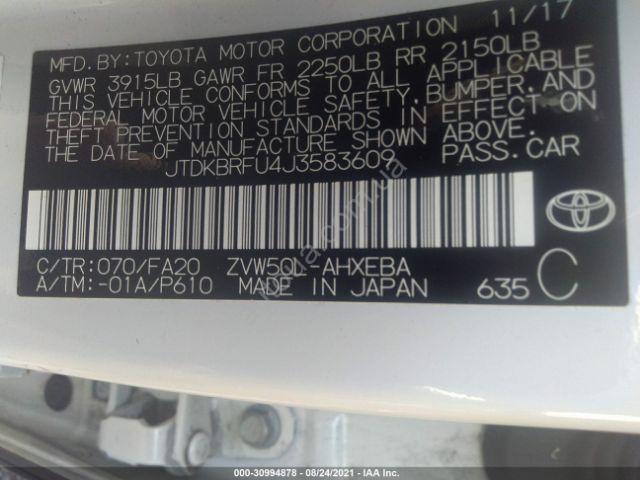 MFD. BY: TOYOTA MOTOR CORPORATION 11/17
GVWR 3915LB GAWR FR 2250LB RR 2150LB
THIS VEHICLE CONFORMS TO ALL APPLICABLE
FEDERAL MOTOR VEHICLE SAFETY, BUMPER, AND
THEFT PREVENTION STANDARDS IN EFFECT ON
THE DATE OF MANUFACTURE SHOWN ABOVE.
JTDKBRFU4J3583609 PASS.CAR
C/TR: 070/FA20 ZVW50L-AHXEBA
A/TM: -01A/P610 MADE IN JAPAN 635 C
000-30994878 - 08/24/2021 - IAA Inc.